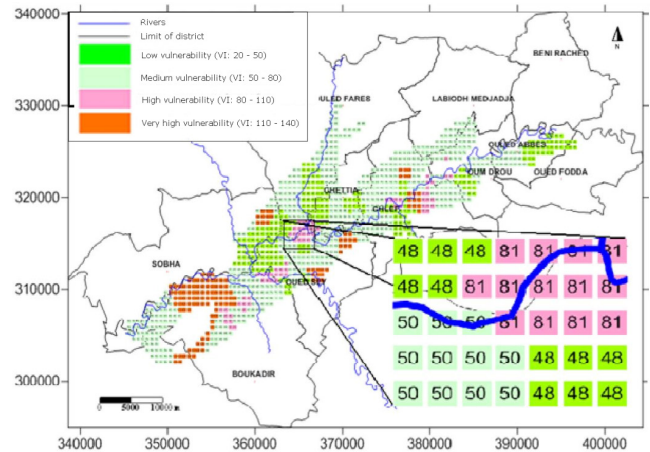 340000
330000
320000
310000
300000
Rivers
Limit of district
Low vulnerability (VI: 20 - 50)
Medium vulnerability (VI: 50 - 80)
High vulnerability (VI: 80 - 110)
Very high vulnerability (VI: 110 - 140)
N
BENI RACHED
ULED FARES
LABIODH MEDJADJA
OUED ABBES
OUM DROU
OUED FODDA
CHETTIA
CHLEF
SOBHA
OUED SLY
BOUKADIR
48 48 48 81 81 81 81
48 48 81 81 81 81 81
50 50 50 81 81 81 81
50 50 50 50 48 48 48
50 50 50 50 48 48 48
0 5000 10000 m
340000 350000 360000 370000 380000 390000 400000